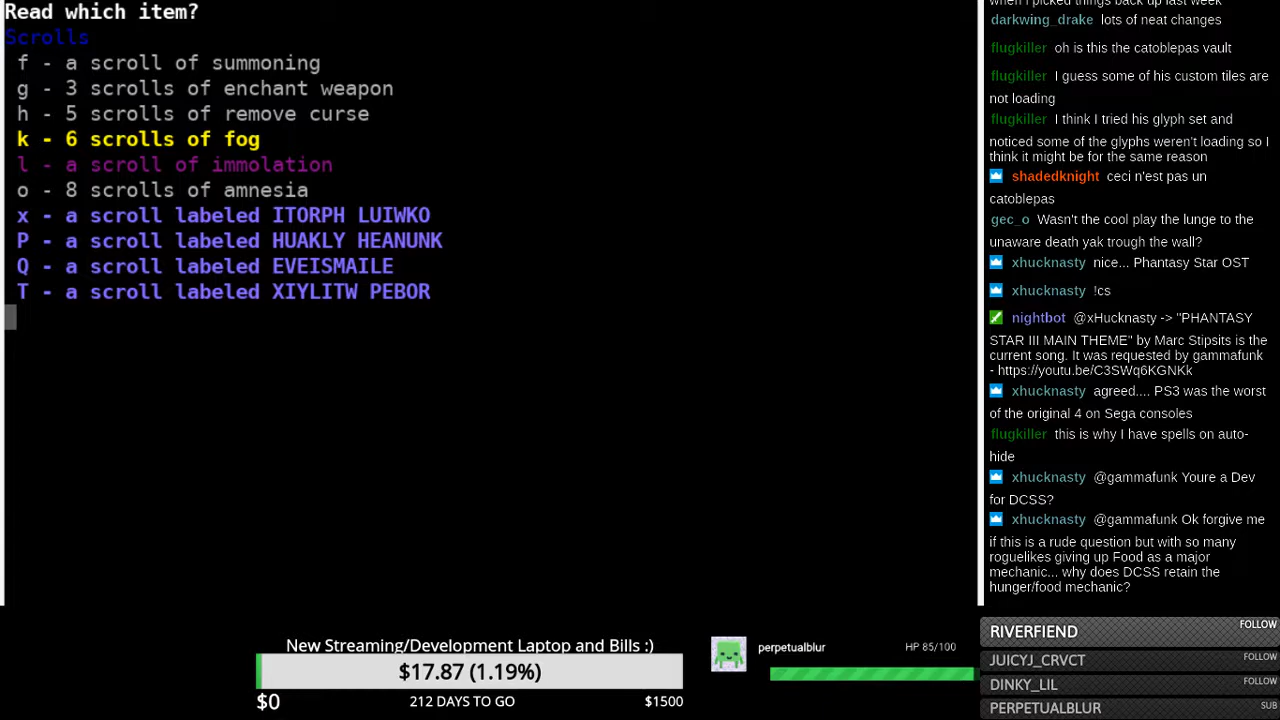 Read which item?
Scrolls
f - a scroll of summoning
g - 3 scrolls of enchant weapon
h - 5 scrolls of remove curse
k - 6 scrolls of fog
l - a scroll of immolation
o - 8 scrolls of amnesia
x - a scroll labeled ITORPH LUIWKO
P - a scroll labeled HUAKLY HEANUNK
Q - a scroll labeled EVEISMAILE
T - a scroll labeled XIYLITW PEBOR
when I picked things back up last week
darkwing_drake lots of neat changes
flugkiller oh is this the catoblepas vault
flugkiller I guess some of his custom tiles are
not loading
flugkiller I think I tried his glyph set and
noticed some of the glyphs weren't loading so I
think it might be for the same reason
shadedknight ceci n'est pas un
catoblepas
gec_o Wasn't the cool play the lunge to the
unaware death yak trough the wall?
xhucknasty nice... Phantasy Star OST
xhucknasty !cs
nightbot @xHucknasty -> "PHANTASY
STAR III MAIN THEME" by Marc Stipsits is the
current song. It was requested by gammafunk
- https://youtu.be/C3SWq6KGNKk
xhucknasty agreed.... PS3 was the worst
of the original 4 on Sega consoles
flugkiller this is why I have spells on auto-
hide
xhucknasty @gammafunk Youre a Dev
for DCSS?
xhucknasty @gammafunk Ok forgive me
if this is a rude question but with so many
roguelikes giving up Food as a major
mechanic... why does DCSS retain the
hunger/food mechanic?
New Streaming/Development Laptop and Bills :)
$17.87 (1.19%)
$0 212 DAYS TO GO $1500
perpetualblur HP 85/100
RIVERFIEND FOLLOW
JUICYJ_CRVCT FOLLOW
DINKY_LIL FOLLOW
PERPETUALBLUR SUB